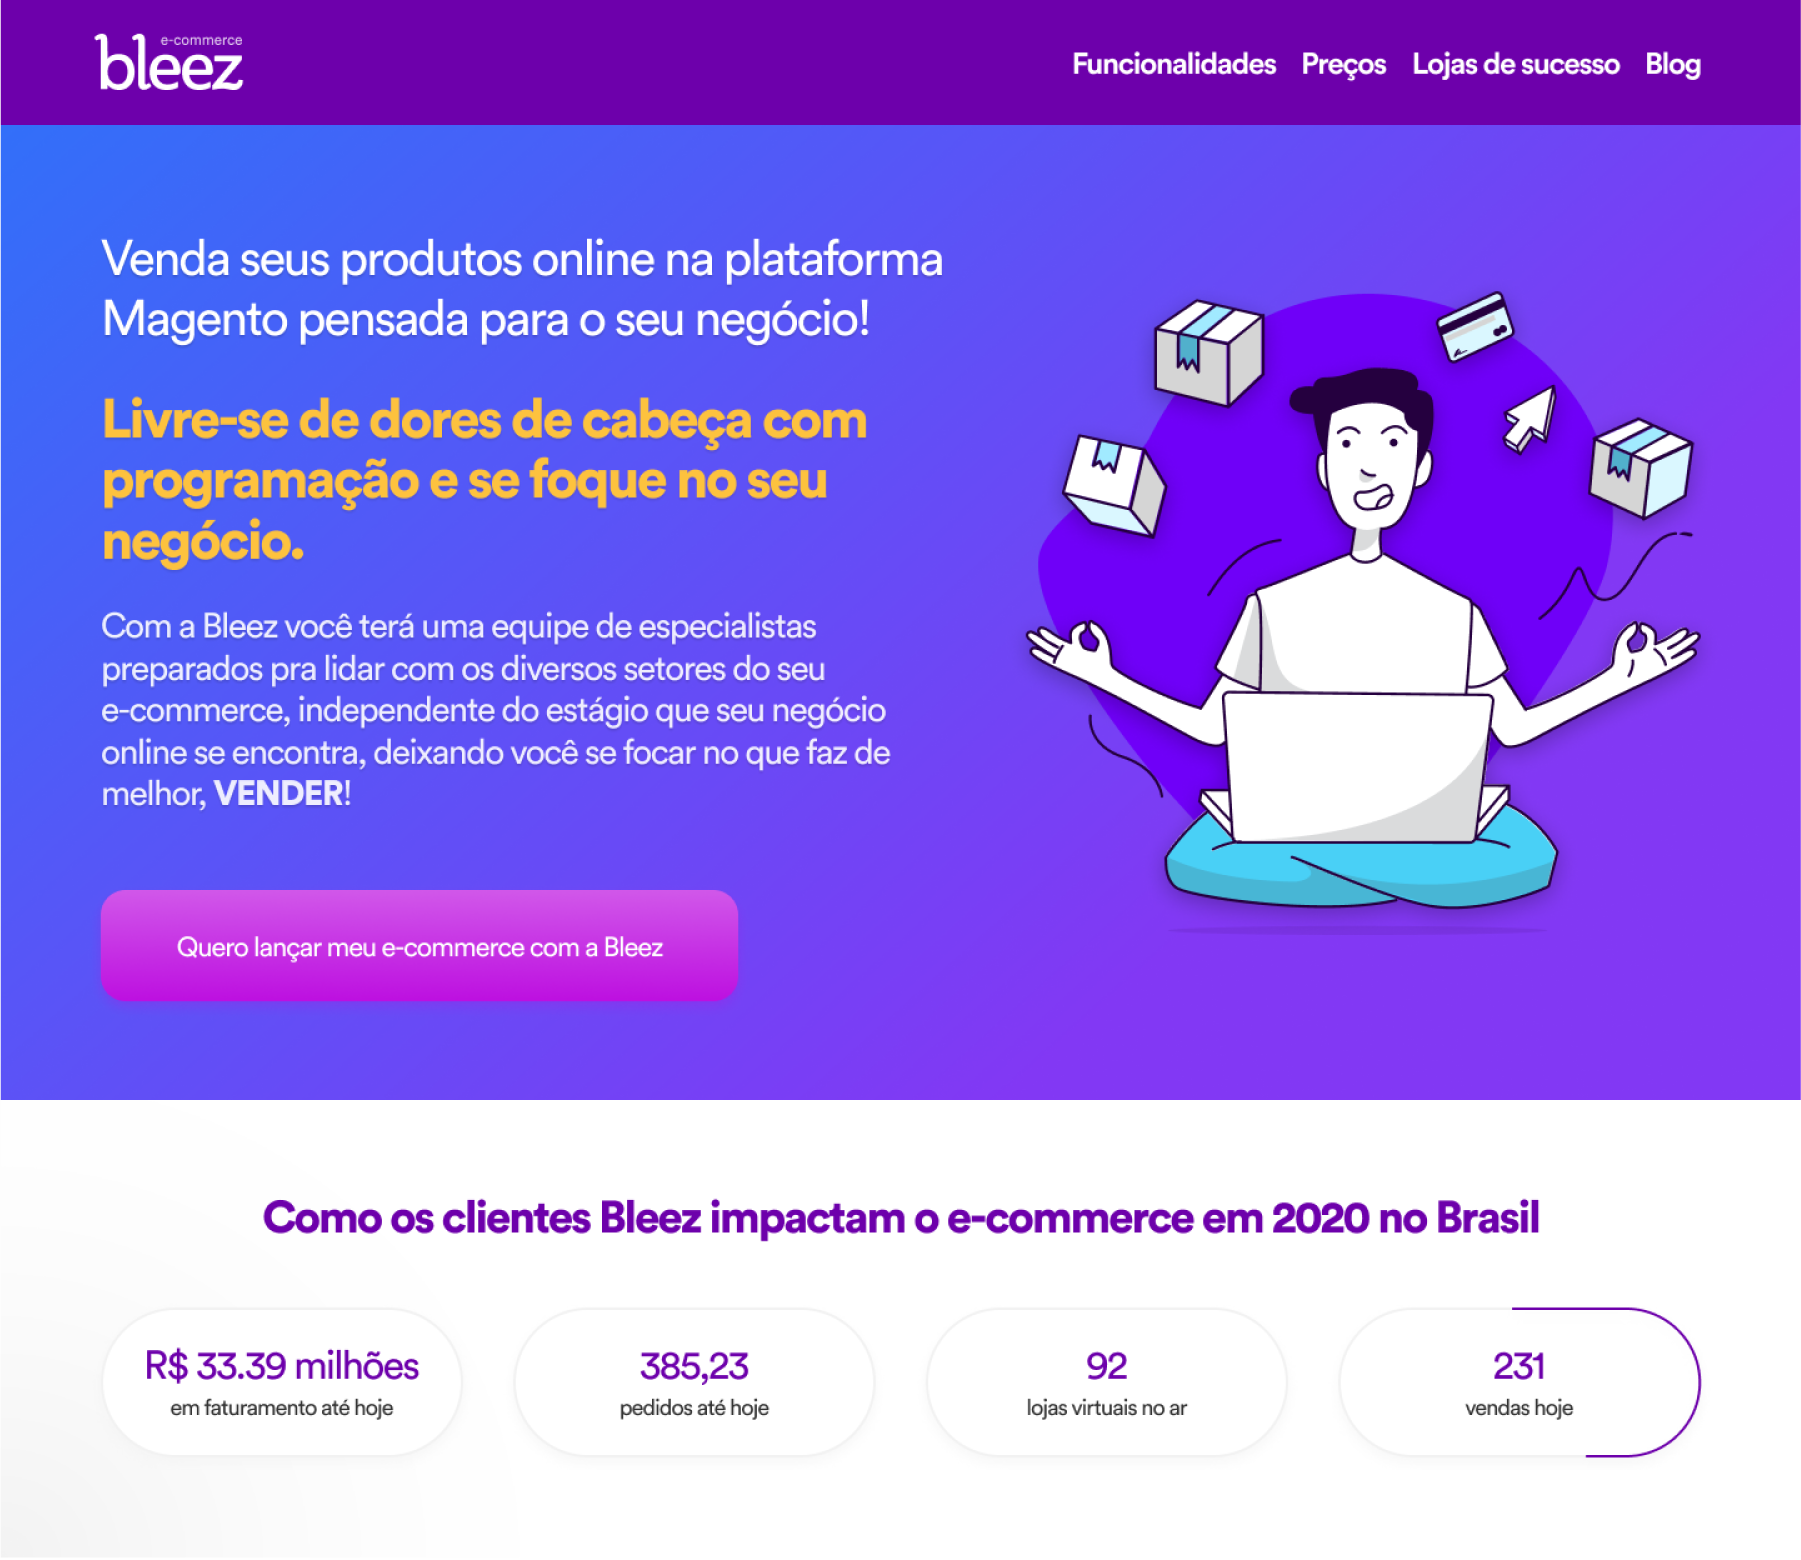 e-commerce
bleez
Funcionalidades Preços Lojas de sucesso Blog
Venda seus produtos online na plataforma
Magento pensada para o seu negócio!
Livre-se de dores de cabeça com
programação e se foque no seu
negócio.
Com a Bleez você terá uma equipe de especialistas
preparados pra lidar com os diversos setores do seu
e-commerce, independente do estágio que seu negócio
online se encontra, deixando você se focar no que faz de
melhor, VENDER!
Quero lançar meu e-commerce com a Bleez
Como os clientes Bleez impactam o e-commerce em 2020 no Brasil
R$ 33.39 milhões
em faturamento até hoje
385,23
pedidos até hoje
92
lojas virtuais no ar
231
vendas hoje